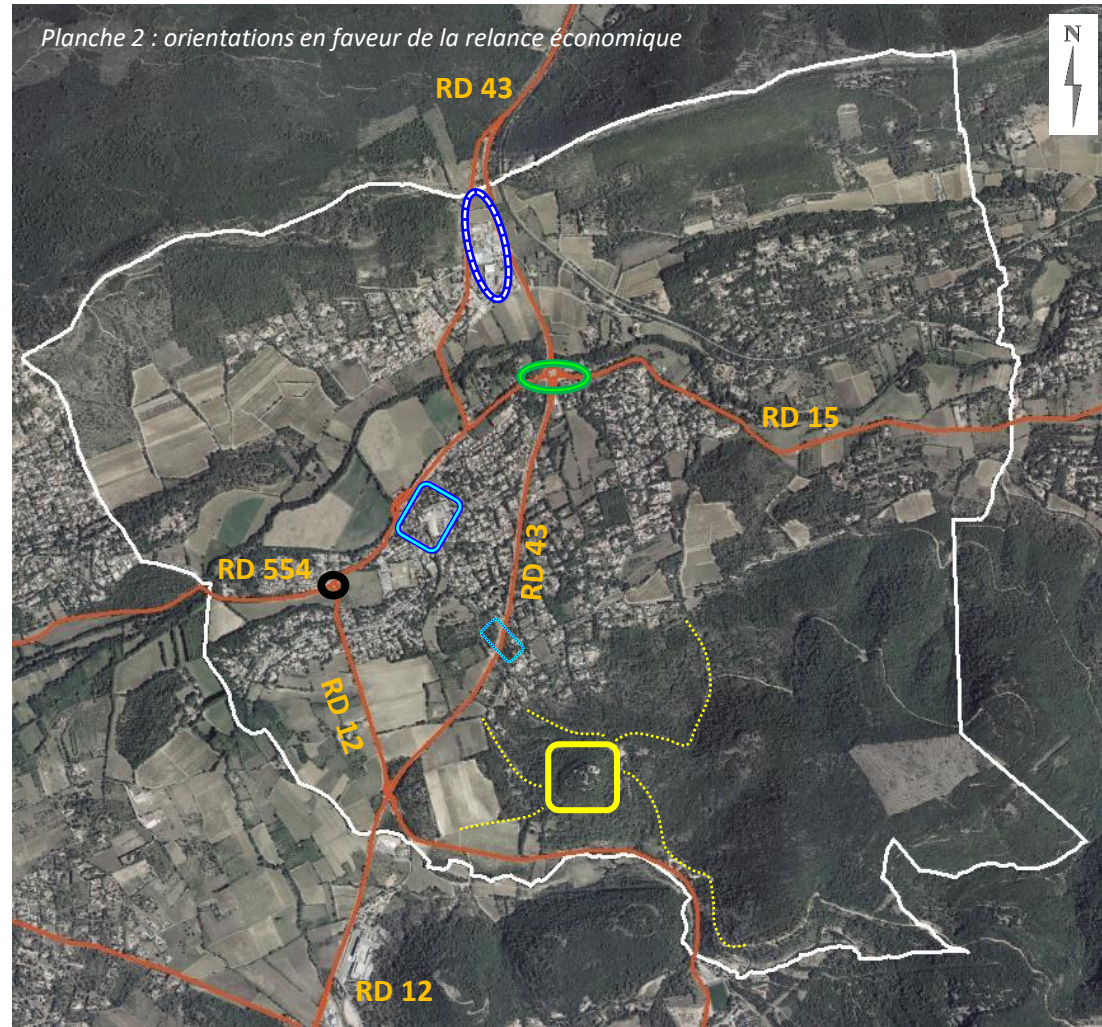 Planche 2 : orientations en faveur de la relance économique
N
RD 43
RD 15
RD 43
RD 554
RD 12
RD 12